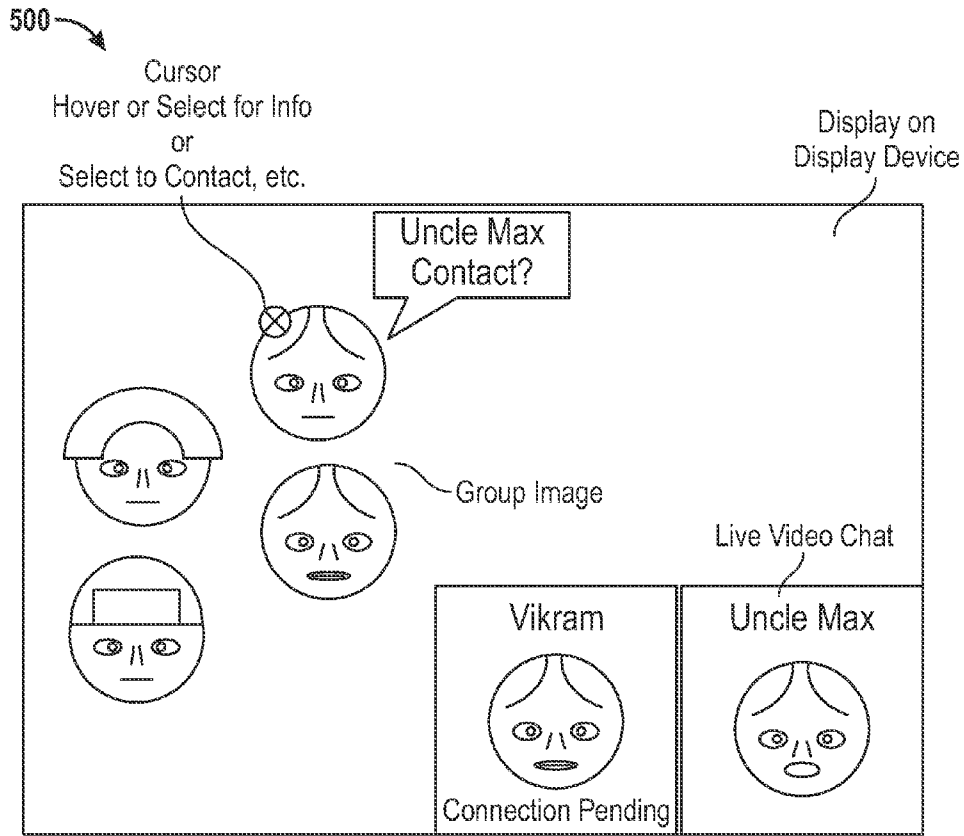 500
Cursor
Hover or Select for Info
or
Select to Contact, etc.
Display on
Display Device
Uncle Max
Contact?
Group Image
Live Video Chat
Vikram
Uncle Max
Connection Pending